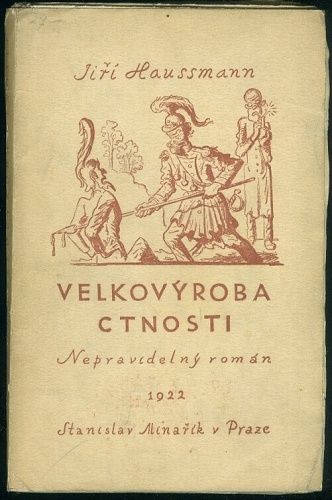 Jiří Haussmann
VELKOVÝROBA
CTNOSTI
Nepravidelný román
1922
Stanislav Minařík v Praze